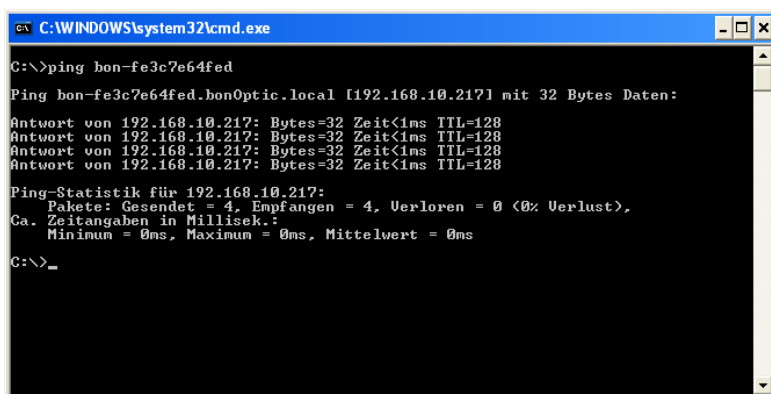 C:\WINDOWS\system32\cmd.exe
C:\>ping bon-fe3c7e64fed
Ping bon-fe3c7e64fed.bonOptic.local [192.168.10.217] mit 32 Bytes Daten:
Antwort von 192.168.10.217: Bytes=32 Zeit<1ms TTL=128
Antwort von 192.168.10.217: Bytes=32 Zeit<1ms TTL=128
Antwort von 192.168.10.217: Bytes=32 Zeit<1ms TTL=128
Antwort von 192.168.10.217: Bytes=32 Zeit<1ms TTL=128
Ping-Statistik für 192.168.10.217:
    Pakete: Gesendet = 4, Empfangen = 4, Verloren = 0 (0% Verlust),
Ca. Zeitangaben in Millisek.:
    Minimum = 0ms, Maximum = 0ms, Mittelwert = 0ms
C:\>_